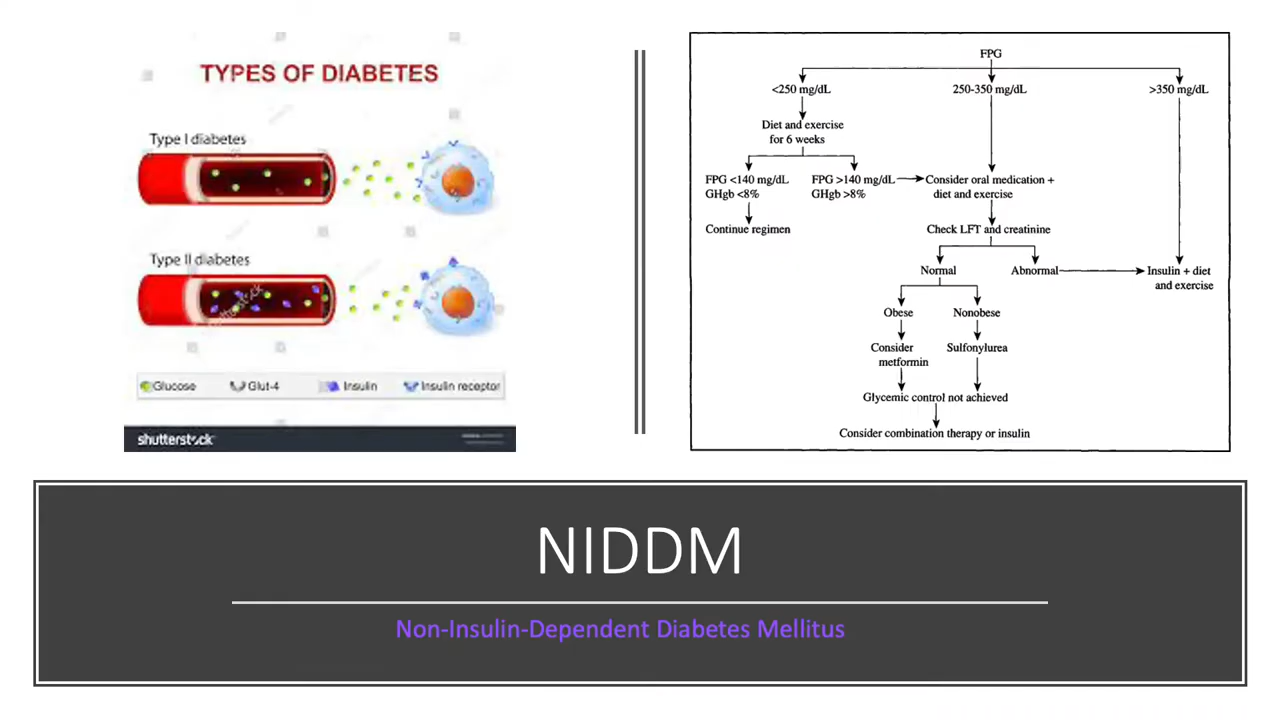 TYPES OF DIABETES
Type I diabetes
Type II diabetes
shutterstock
Glucose Glut-4 Insulin Insulin receptor
shutterstock
FPG
<250 mg/dL 250-350 mg/dL >350 mg/dL
Diet and exercise
for 6 weeks
FPG <140 mg/dL FPG >140 mg/dL Consider oral medication +
GHgb <8% GHgb >8% diet and exercise
Continue regimen Check LFT and creatinine
Normal Abnormal Insulin + diet
and exercise
Obese Nonobese
Consider Sulfonylurea
metformin
Glycemic control not achieved
Consider combination therapy or insulin
NIDDM
Non-Insulin-Dependent Diabetes Mellitus